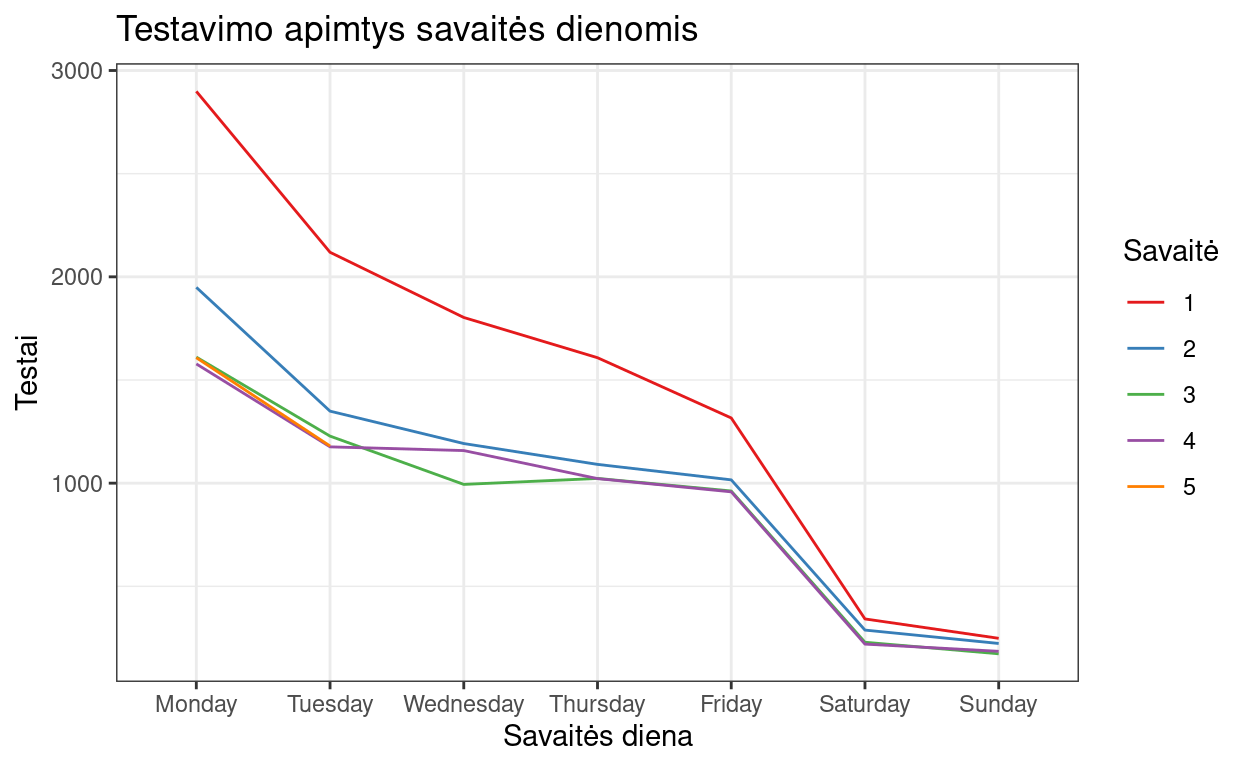 Testavimo apimtys savaitės dienomis
3000
2000
1000
Testai
Monday Tuesday Wednesday Thursday Friday Saturday Sunday
Savaitės diena
Savaitė
1
2
3
4
5